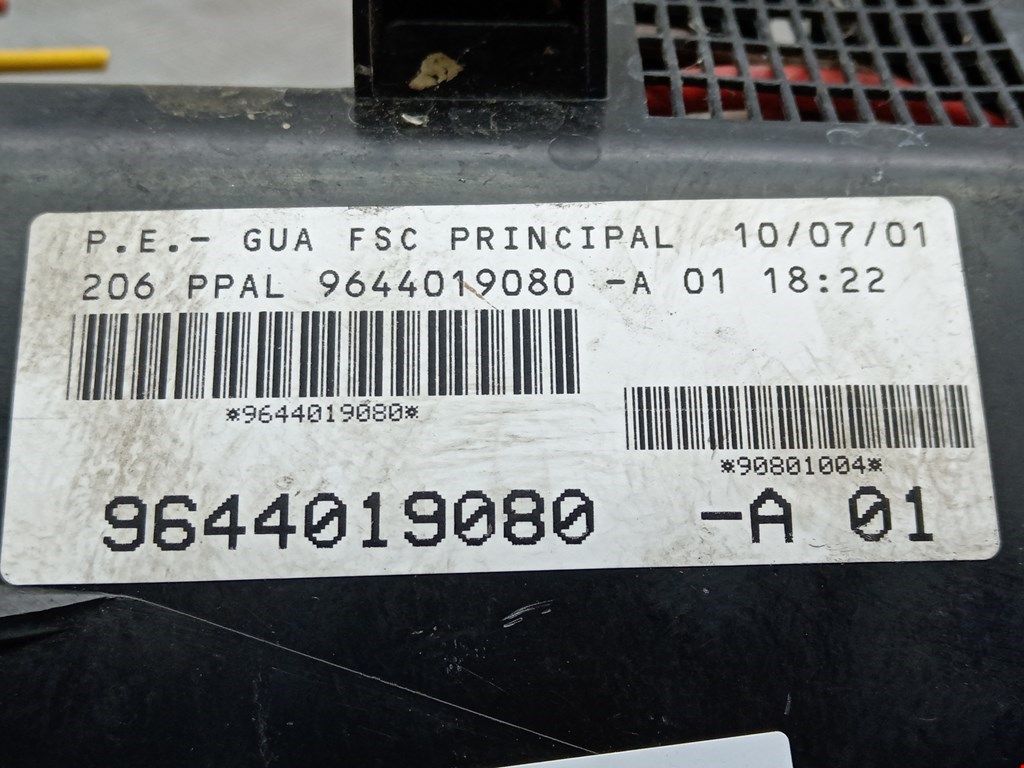 P.E.- GUA FSC PRINCIPAL 10/07/01
206 PPAL 9644019080 -A 01 18:22
*9644019080*
*90801004*
9644019080 -A 01